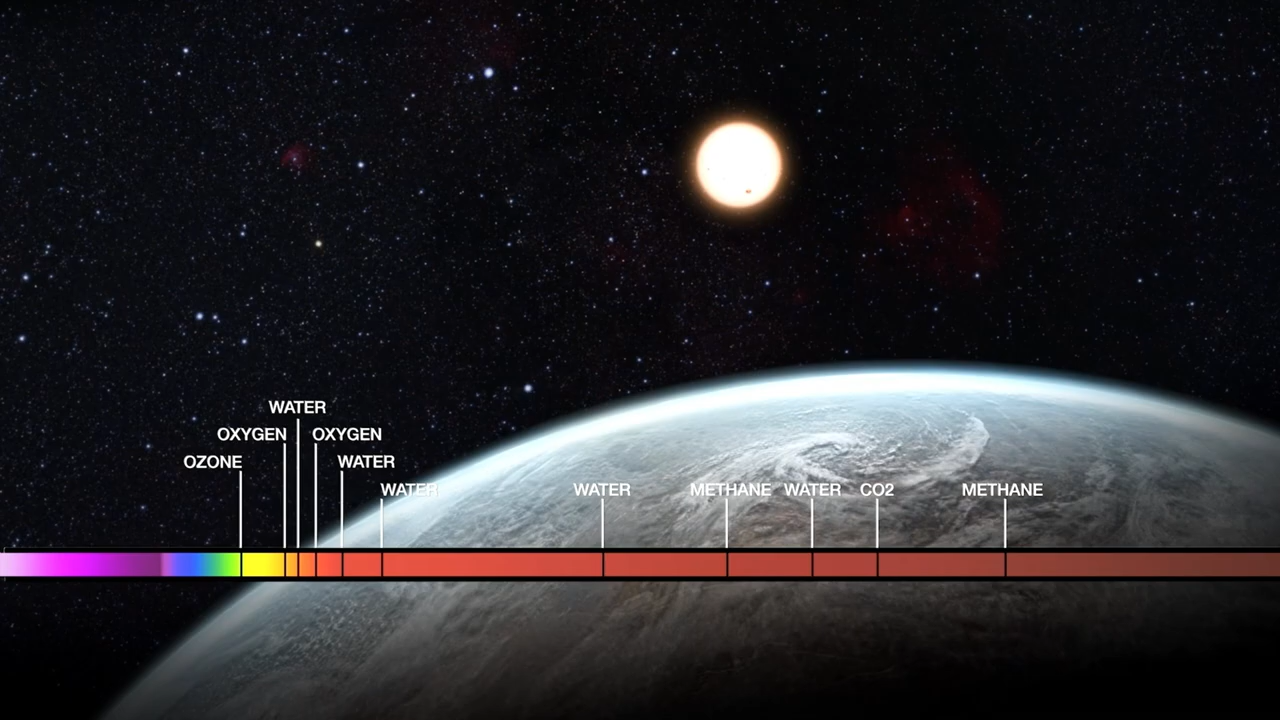 WATER
OXYGEN OXYGEN
OZONE WATER
WATER WATER METHANE WATER CO2 METHANE